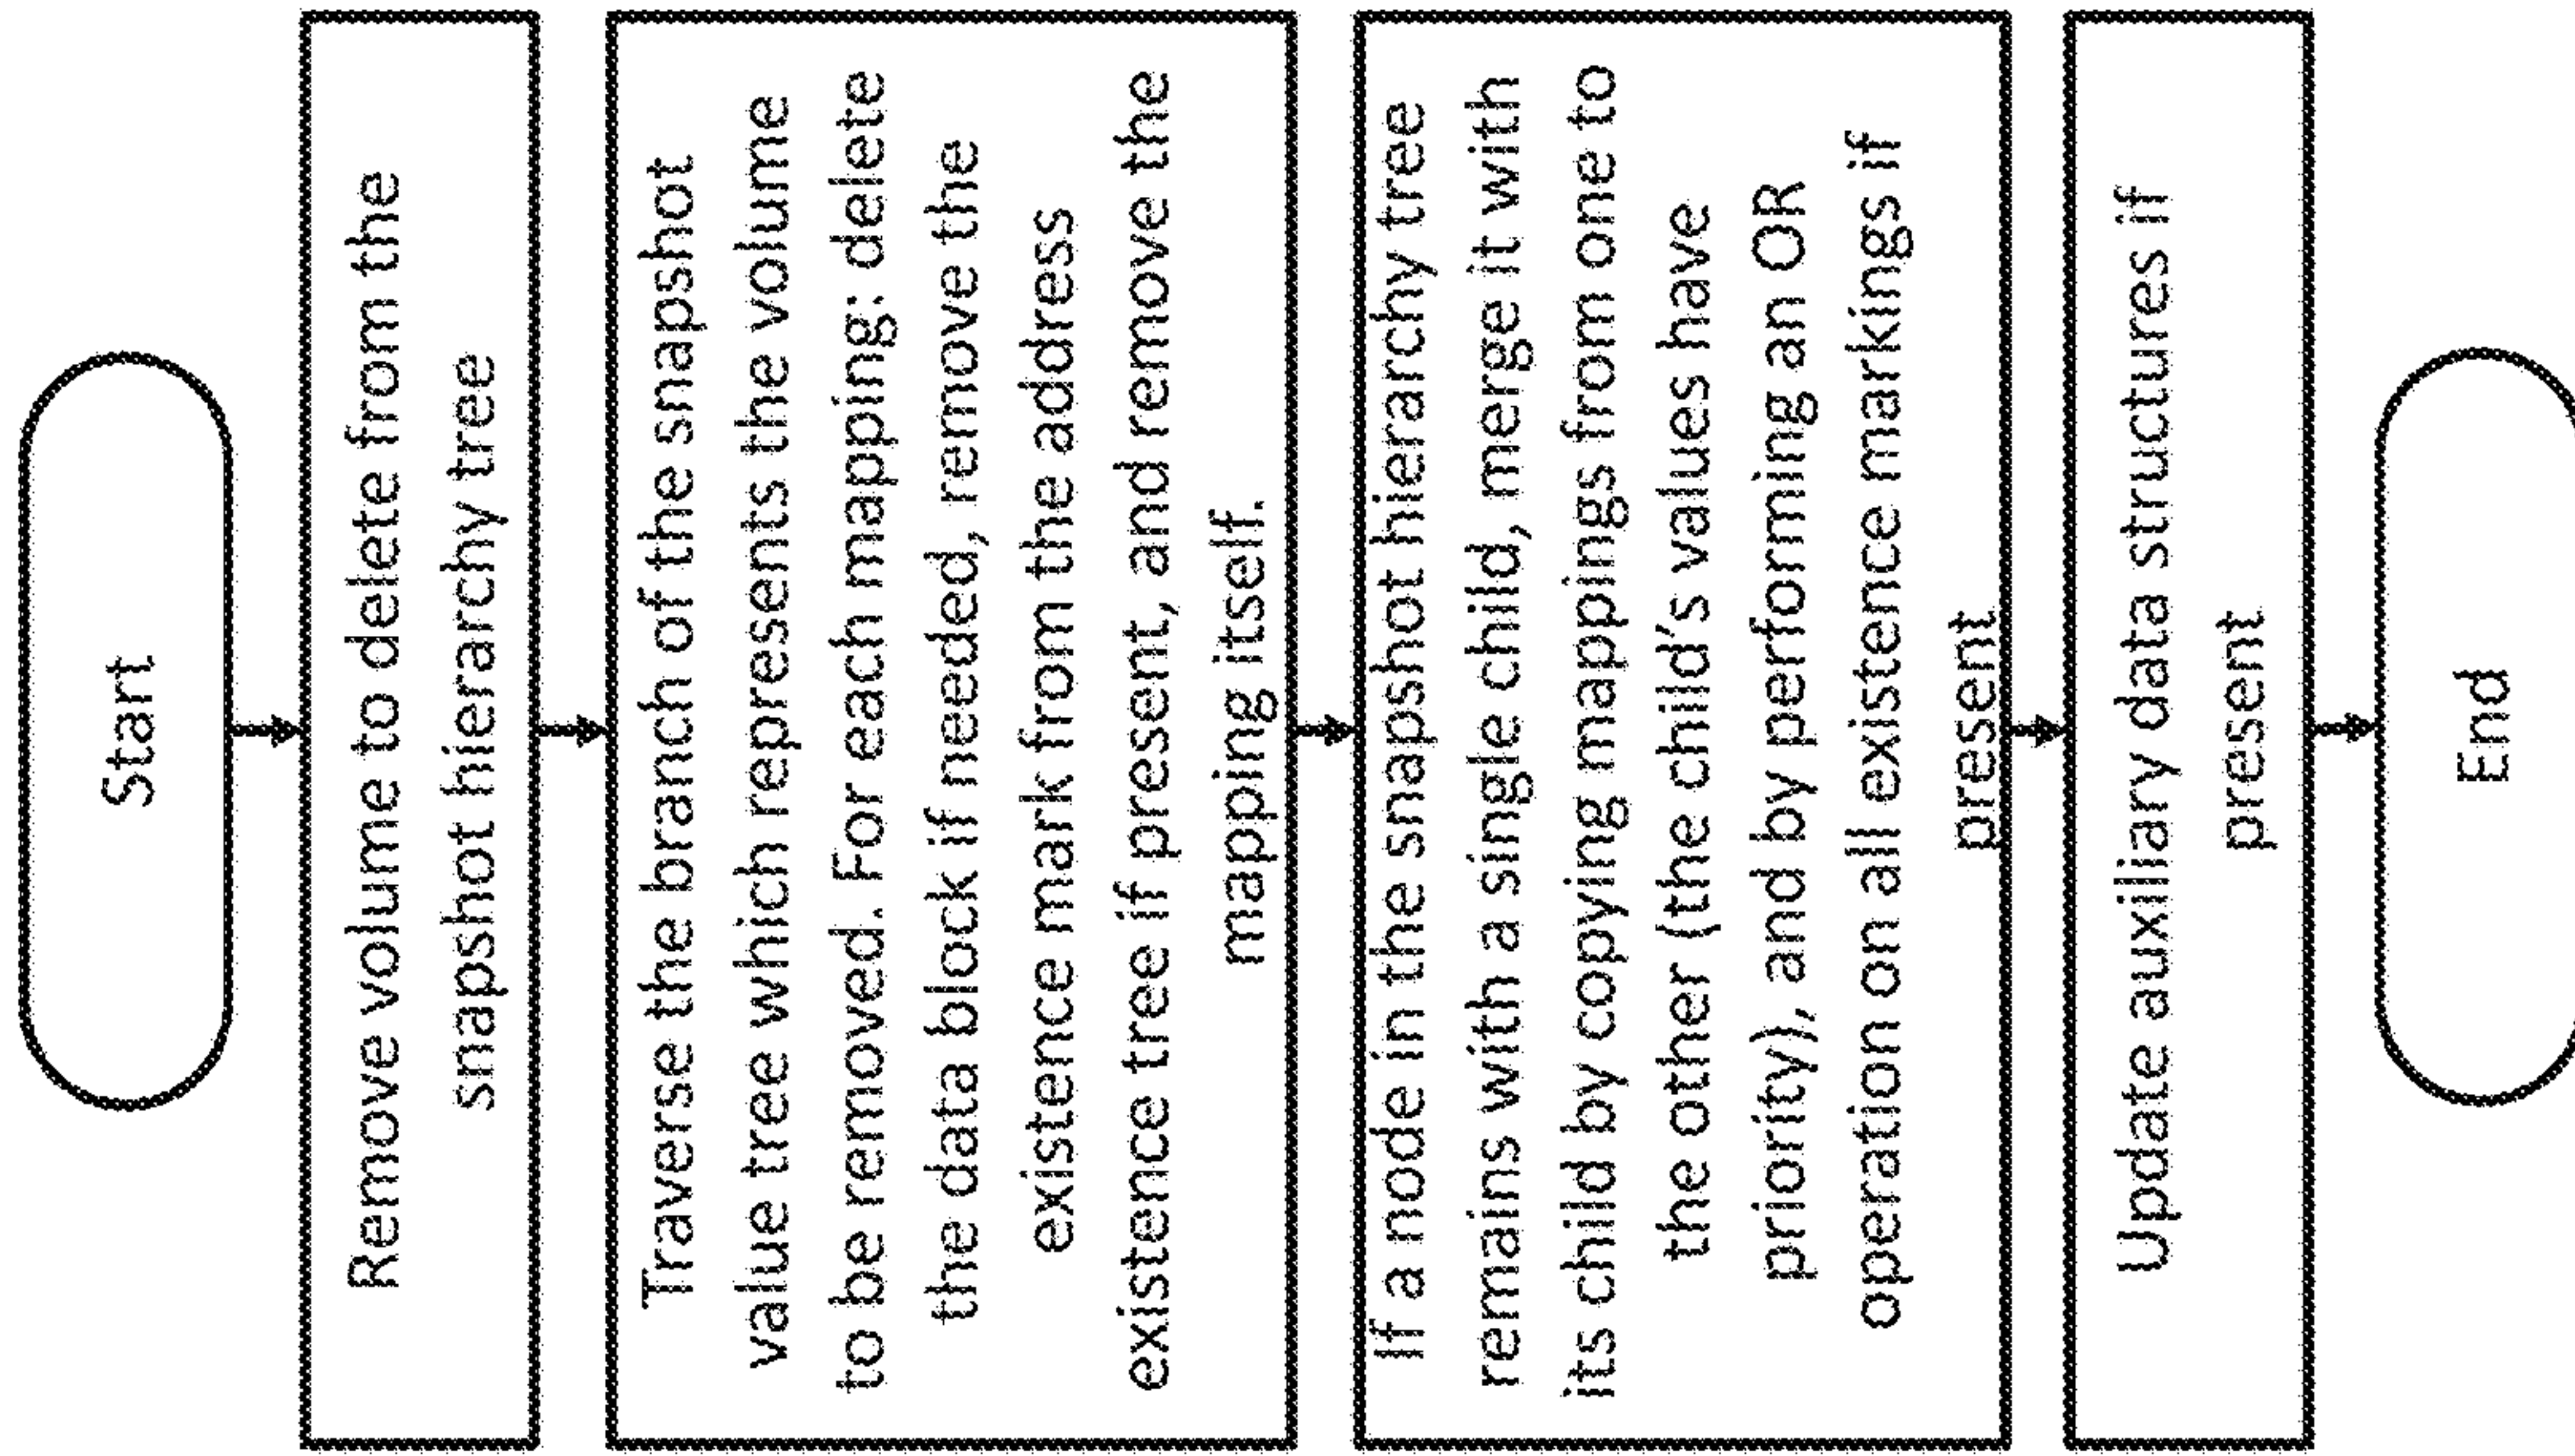 Start
Remove volume to delete from the
snapshot hierarchy tree
Traverse the branch of the snapshot
value tree which represents the volume
to be removed. For each mapping: delete
the data block if needed, remove the
existence mark from the address
existence tree if present, and remove the
mapping itself.
If a node in the snapshot hierarchy tree
remains with a single child, merge it with
its child by copying mappings from one to
the other (the child's values have
priority), and by performing an OR
operation on all existence markings if
present
Update auxiliary data structures if
present
End